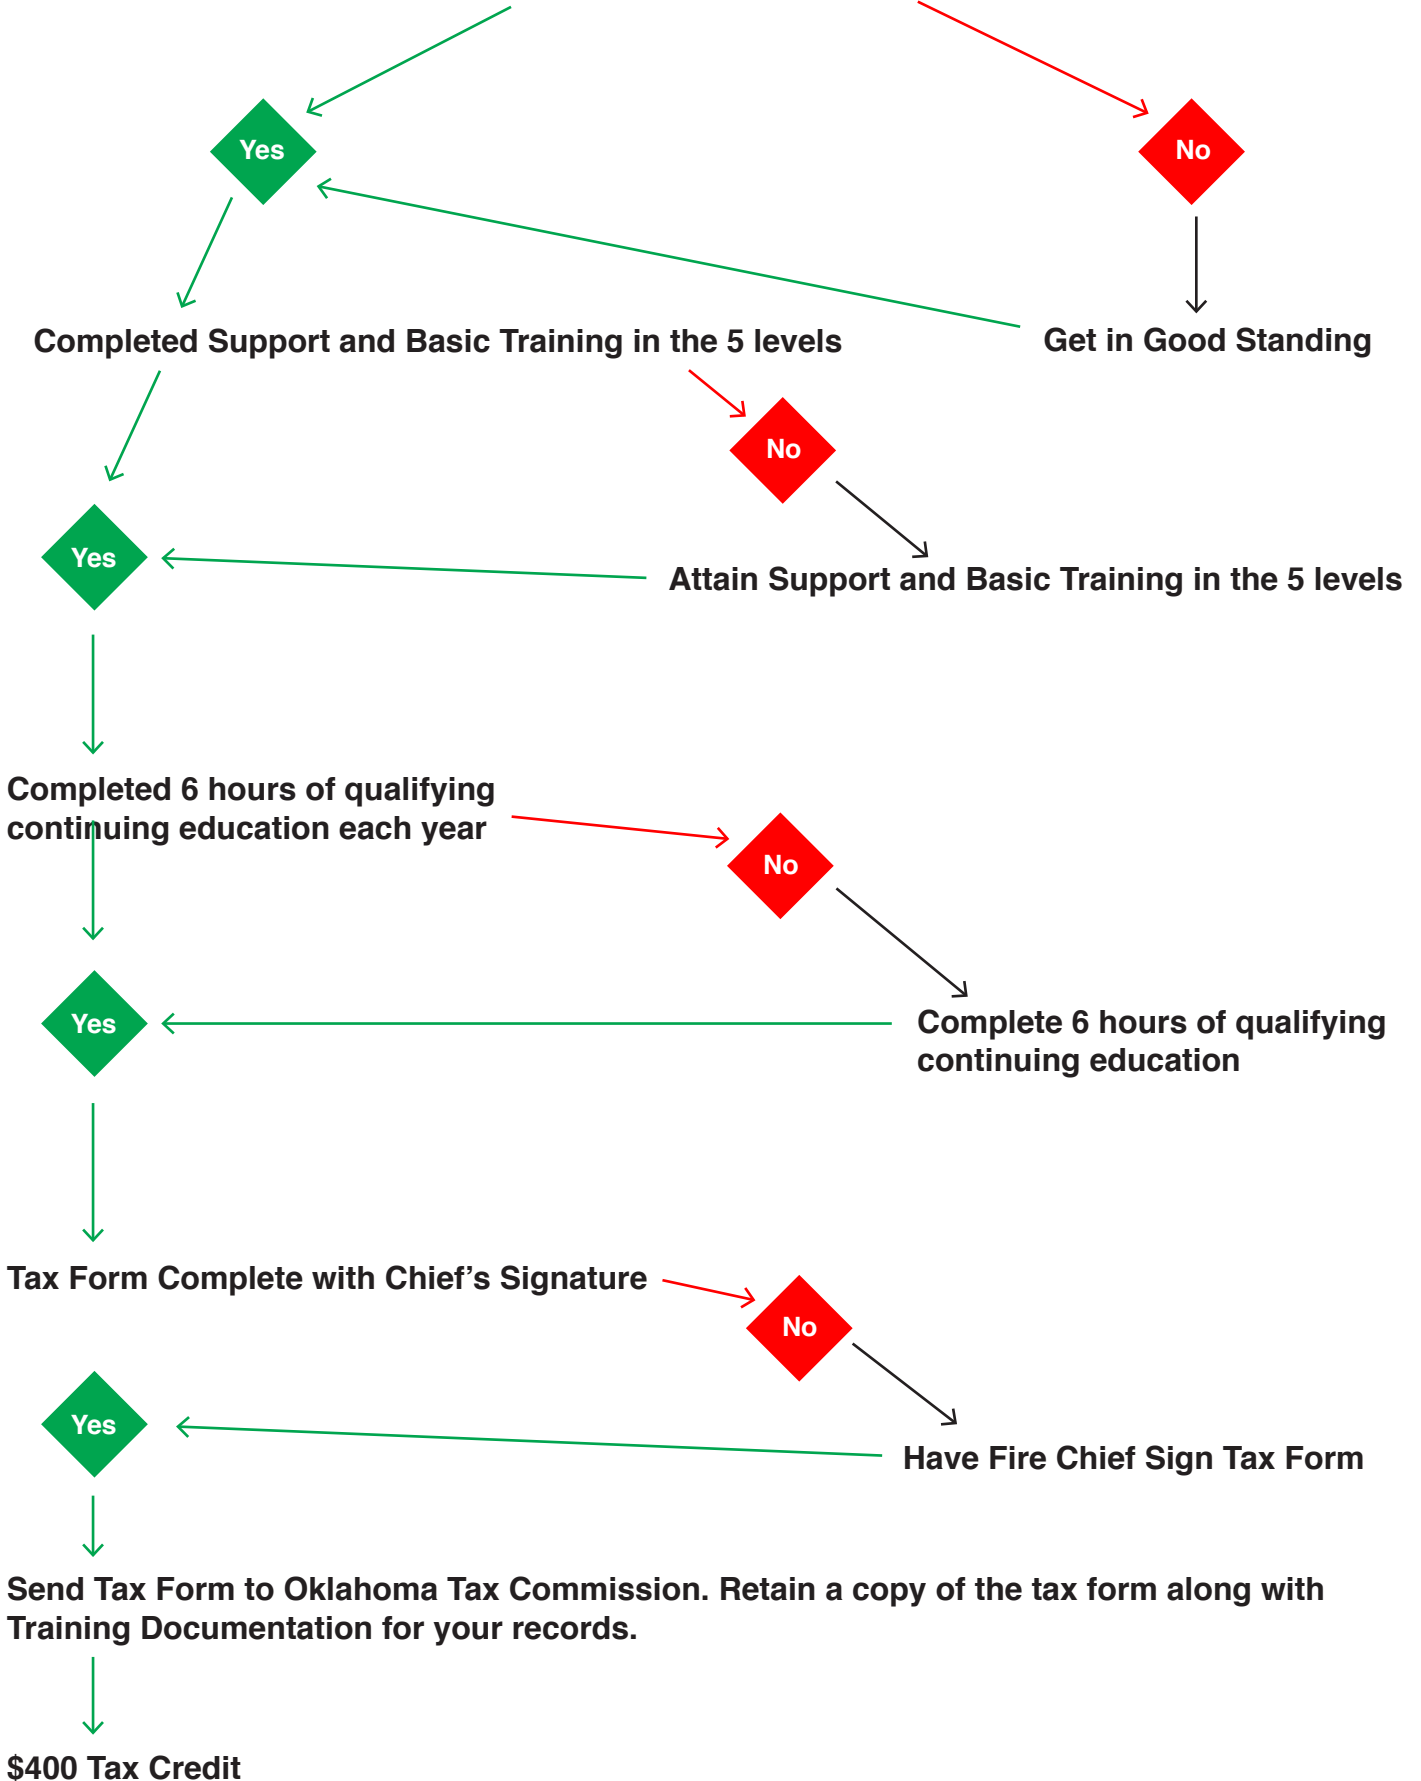 Yes
No
Completed Support and Basic Training in the 5 levels
Get in Good Standing
No
Yes
Attain Support and Basic Training in the 5 levels
Completed 6 hours of qualifying
continuing education each year
No
Yes
Complete 6 hours of qualifying
continuing education
Tax Form Complete with Chief’s Signature
No
Yes
Have Fire Chief Sign Tax Form
Send Tax Form to Oklahoma Tax Commission. Retain a copy of the tax form along with
Training Documentation for your records.
$400 Tax Credit